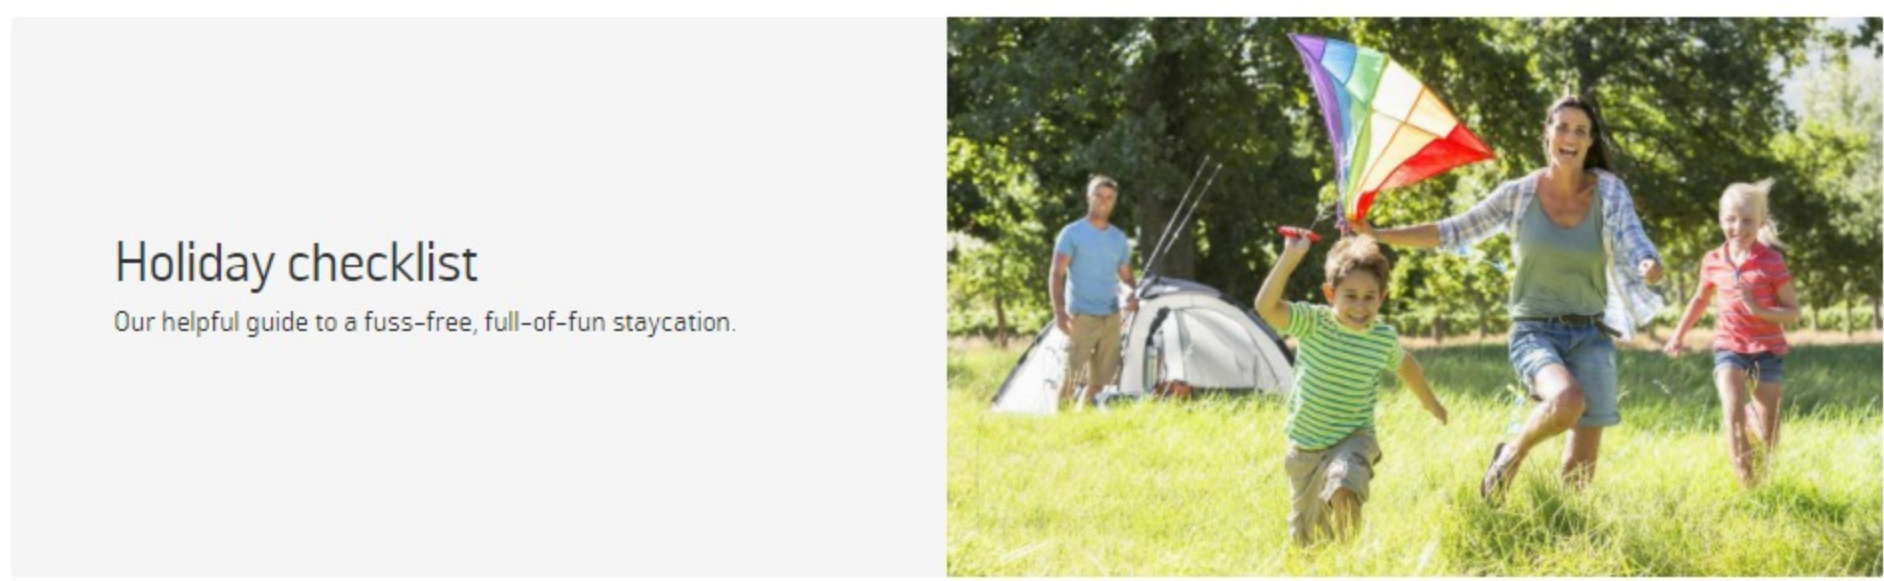 Holiday checklist
Our helpful guide to a fuss-free, full-of-fun staycation.